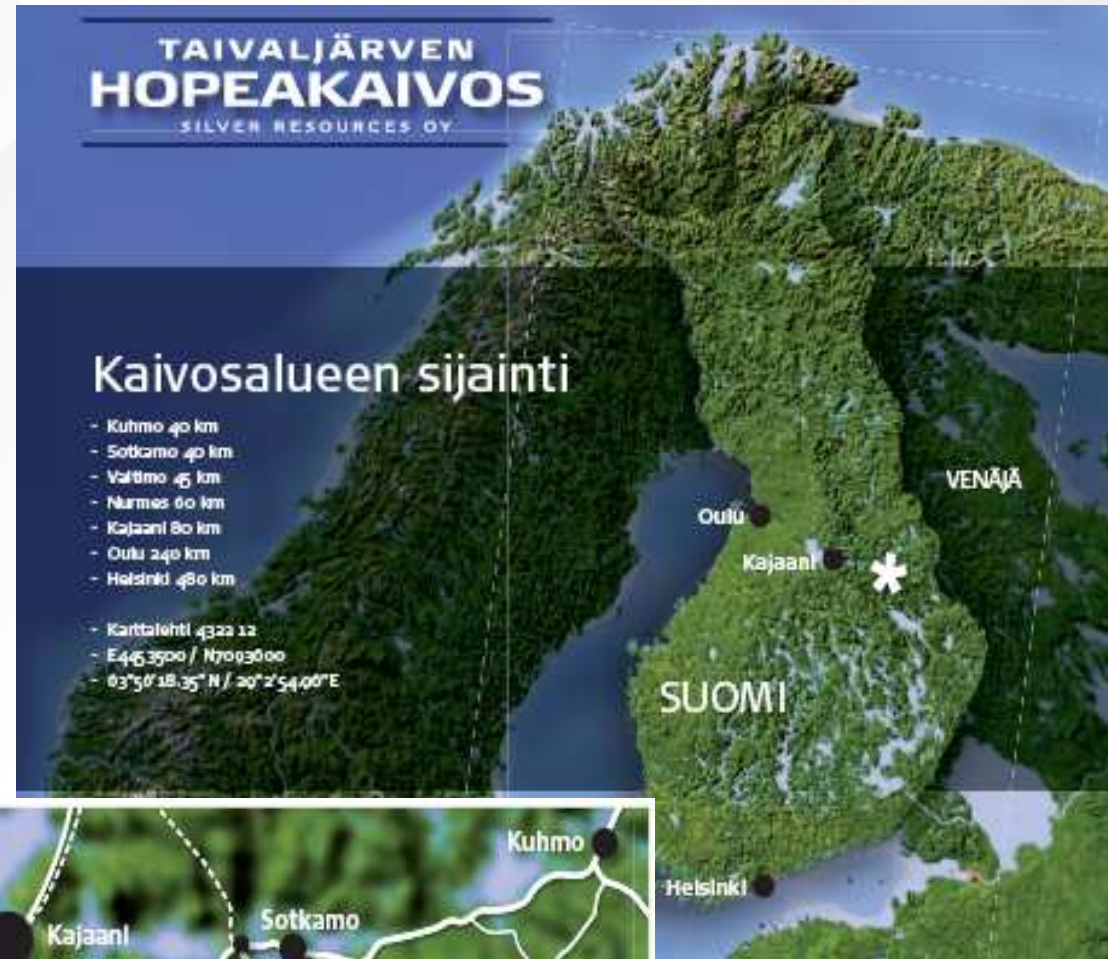 TAIVALJÄRVEN
HOPEAKAIVOS
SILVER RESOURCES OY
Kaivosalueen sijainti
- Kuhmo 40 km
- Sotkamo 40 km
- Valtimo 45 km
- Nurmes 60 km
- Kajaani 80 km
- Oulu 240 km
- Helsinki 480 km
- Karttalehti 4322 12
- E4453500 / N7093600
- 63°56'18.35" N / 29°2'54.06"E
VENÄJÄ
Oulu
Kajaani
*
SUOMI
Helsinki
Kuhmo
Sotkamo
Kajaani